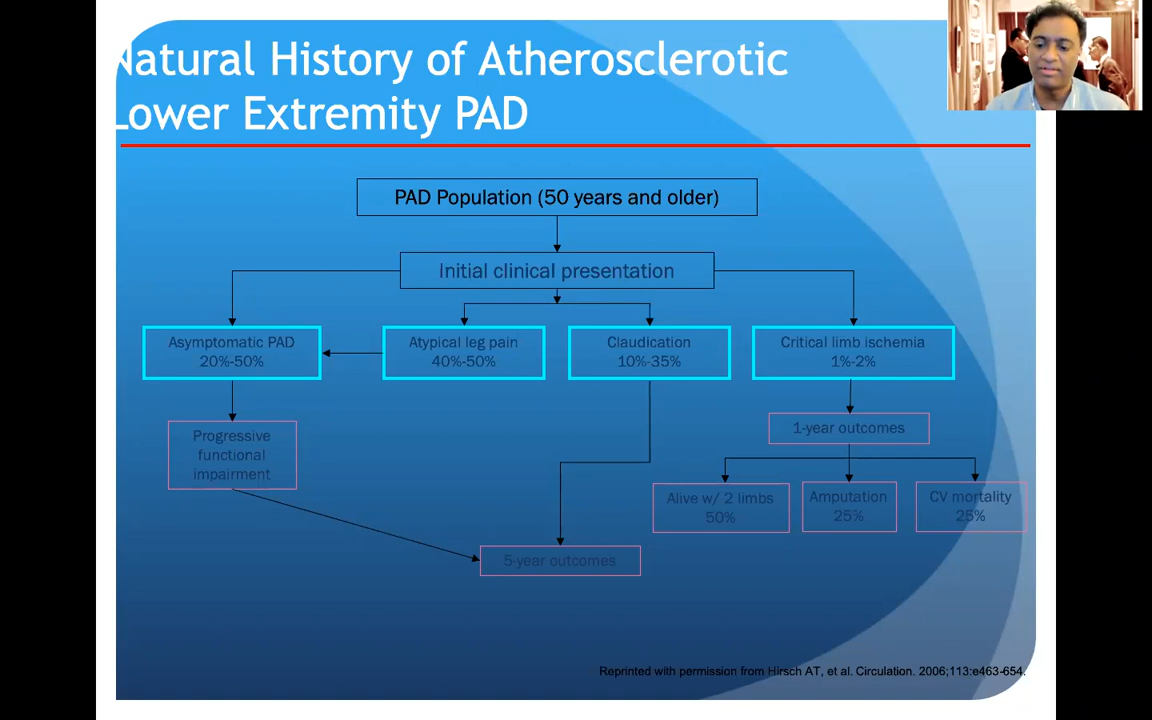 Natural History of Atherosclerotic
Lower Extremity PAD
PAD Population (50 years and older)
Initial clinical presentation
Asymptomatic PAD
20%-50%
Atypical leg pain
40%-50%
Claudication
10%-35%
Critical limb ischemia
1%-2%
Progressive
functional
impairment
1-year outcomes
Alive w/ 2 limbs
50%
Amputation
25%
CV mortality
25%
5-year outcomes
Reprinted with permission from Hirsch AT, et al. Circulation. 2006;113:e463-654.